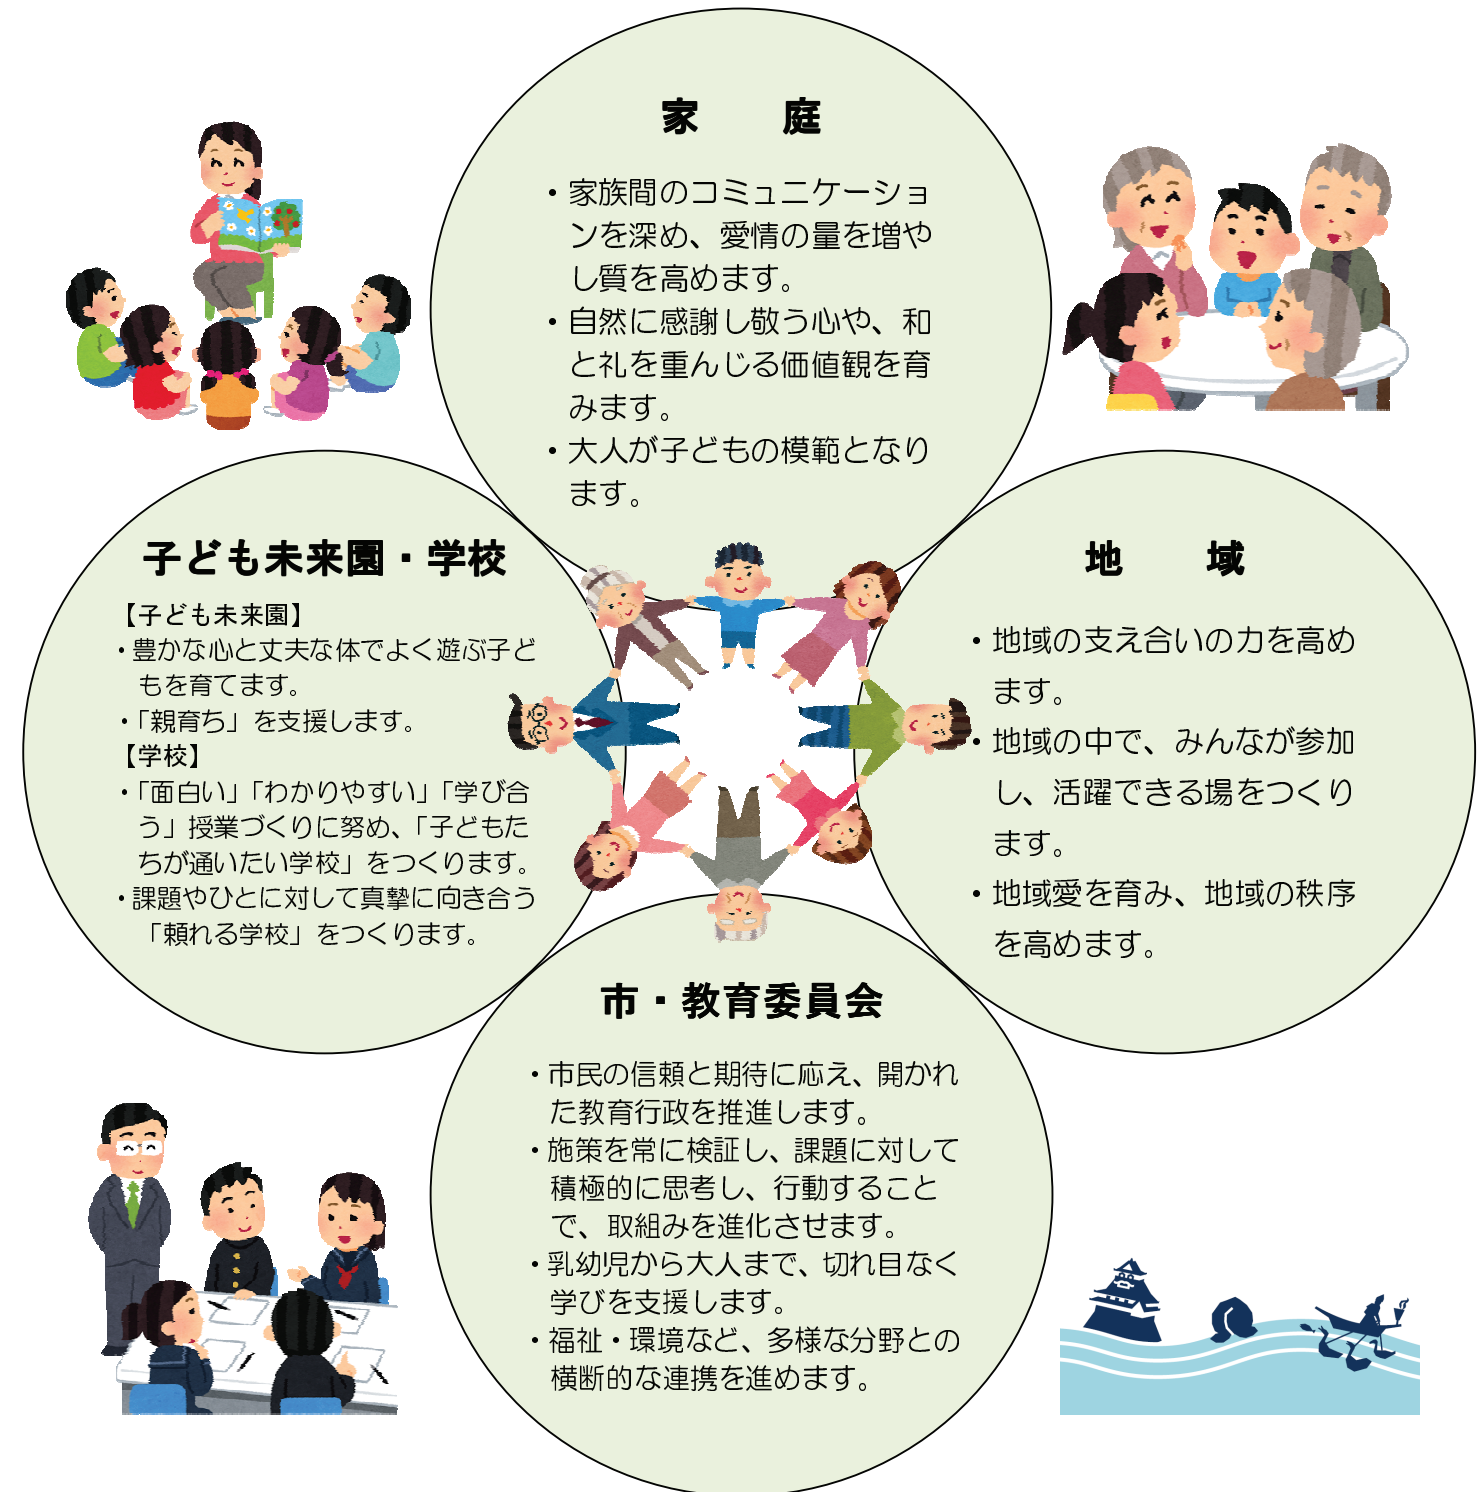 家　庭
・家族間のコミュニケーショ
ンを深め、愛情の量を増や
し質を高めます。
・自然に感謝し敬う心や、和
と礼を重んじる価値観を育
みます。
・大人が子どもの模範となり
ます。
子ども未来園・学校
【子ども未来園】
・豊かな心と丈夫な体でよく遊ぶ子ど
もを育てます。
・「親育ち」を支援します。
【学校】
・「面白い」「わかりやすい」「学び合
う」授業づくりに努め、「子どもた
ちが通いたい学校」をつくります。
・課題やひとに対して真摯に向き合う
「頼れる学校」をつくります。
地　域
・地域の支え合いの力を高め
ます。
・地域の中で、みんなが参加
し、活躍できる場をつくり
ます。
・地域愛を育み、地域の秩序
を高めます。
市・教育委員会
・市民の信頼と期待に応え、開かれ
た教育行政を推進します。
・施策を常に検証し、課題に対して
積極的に思考し、行動すること
で、取組みを進化させます。
・乳幼児から大人まで、切れ目なく
学びを支援します。
・福祉・環境など、多様な分野との
横断的な連携を進めます。